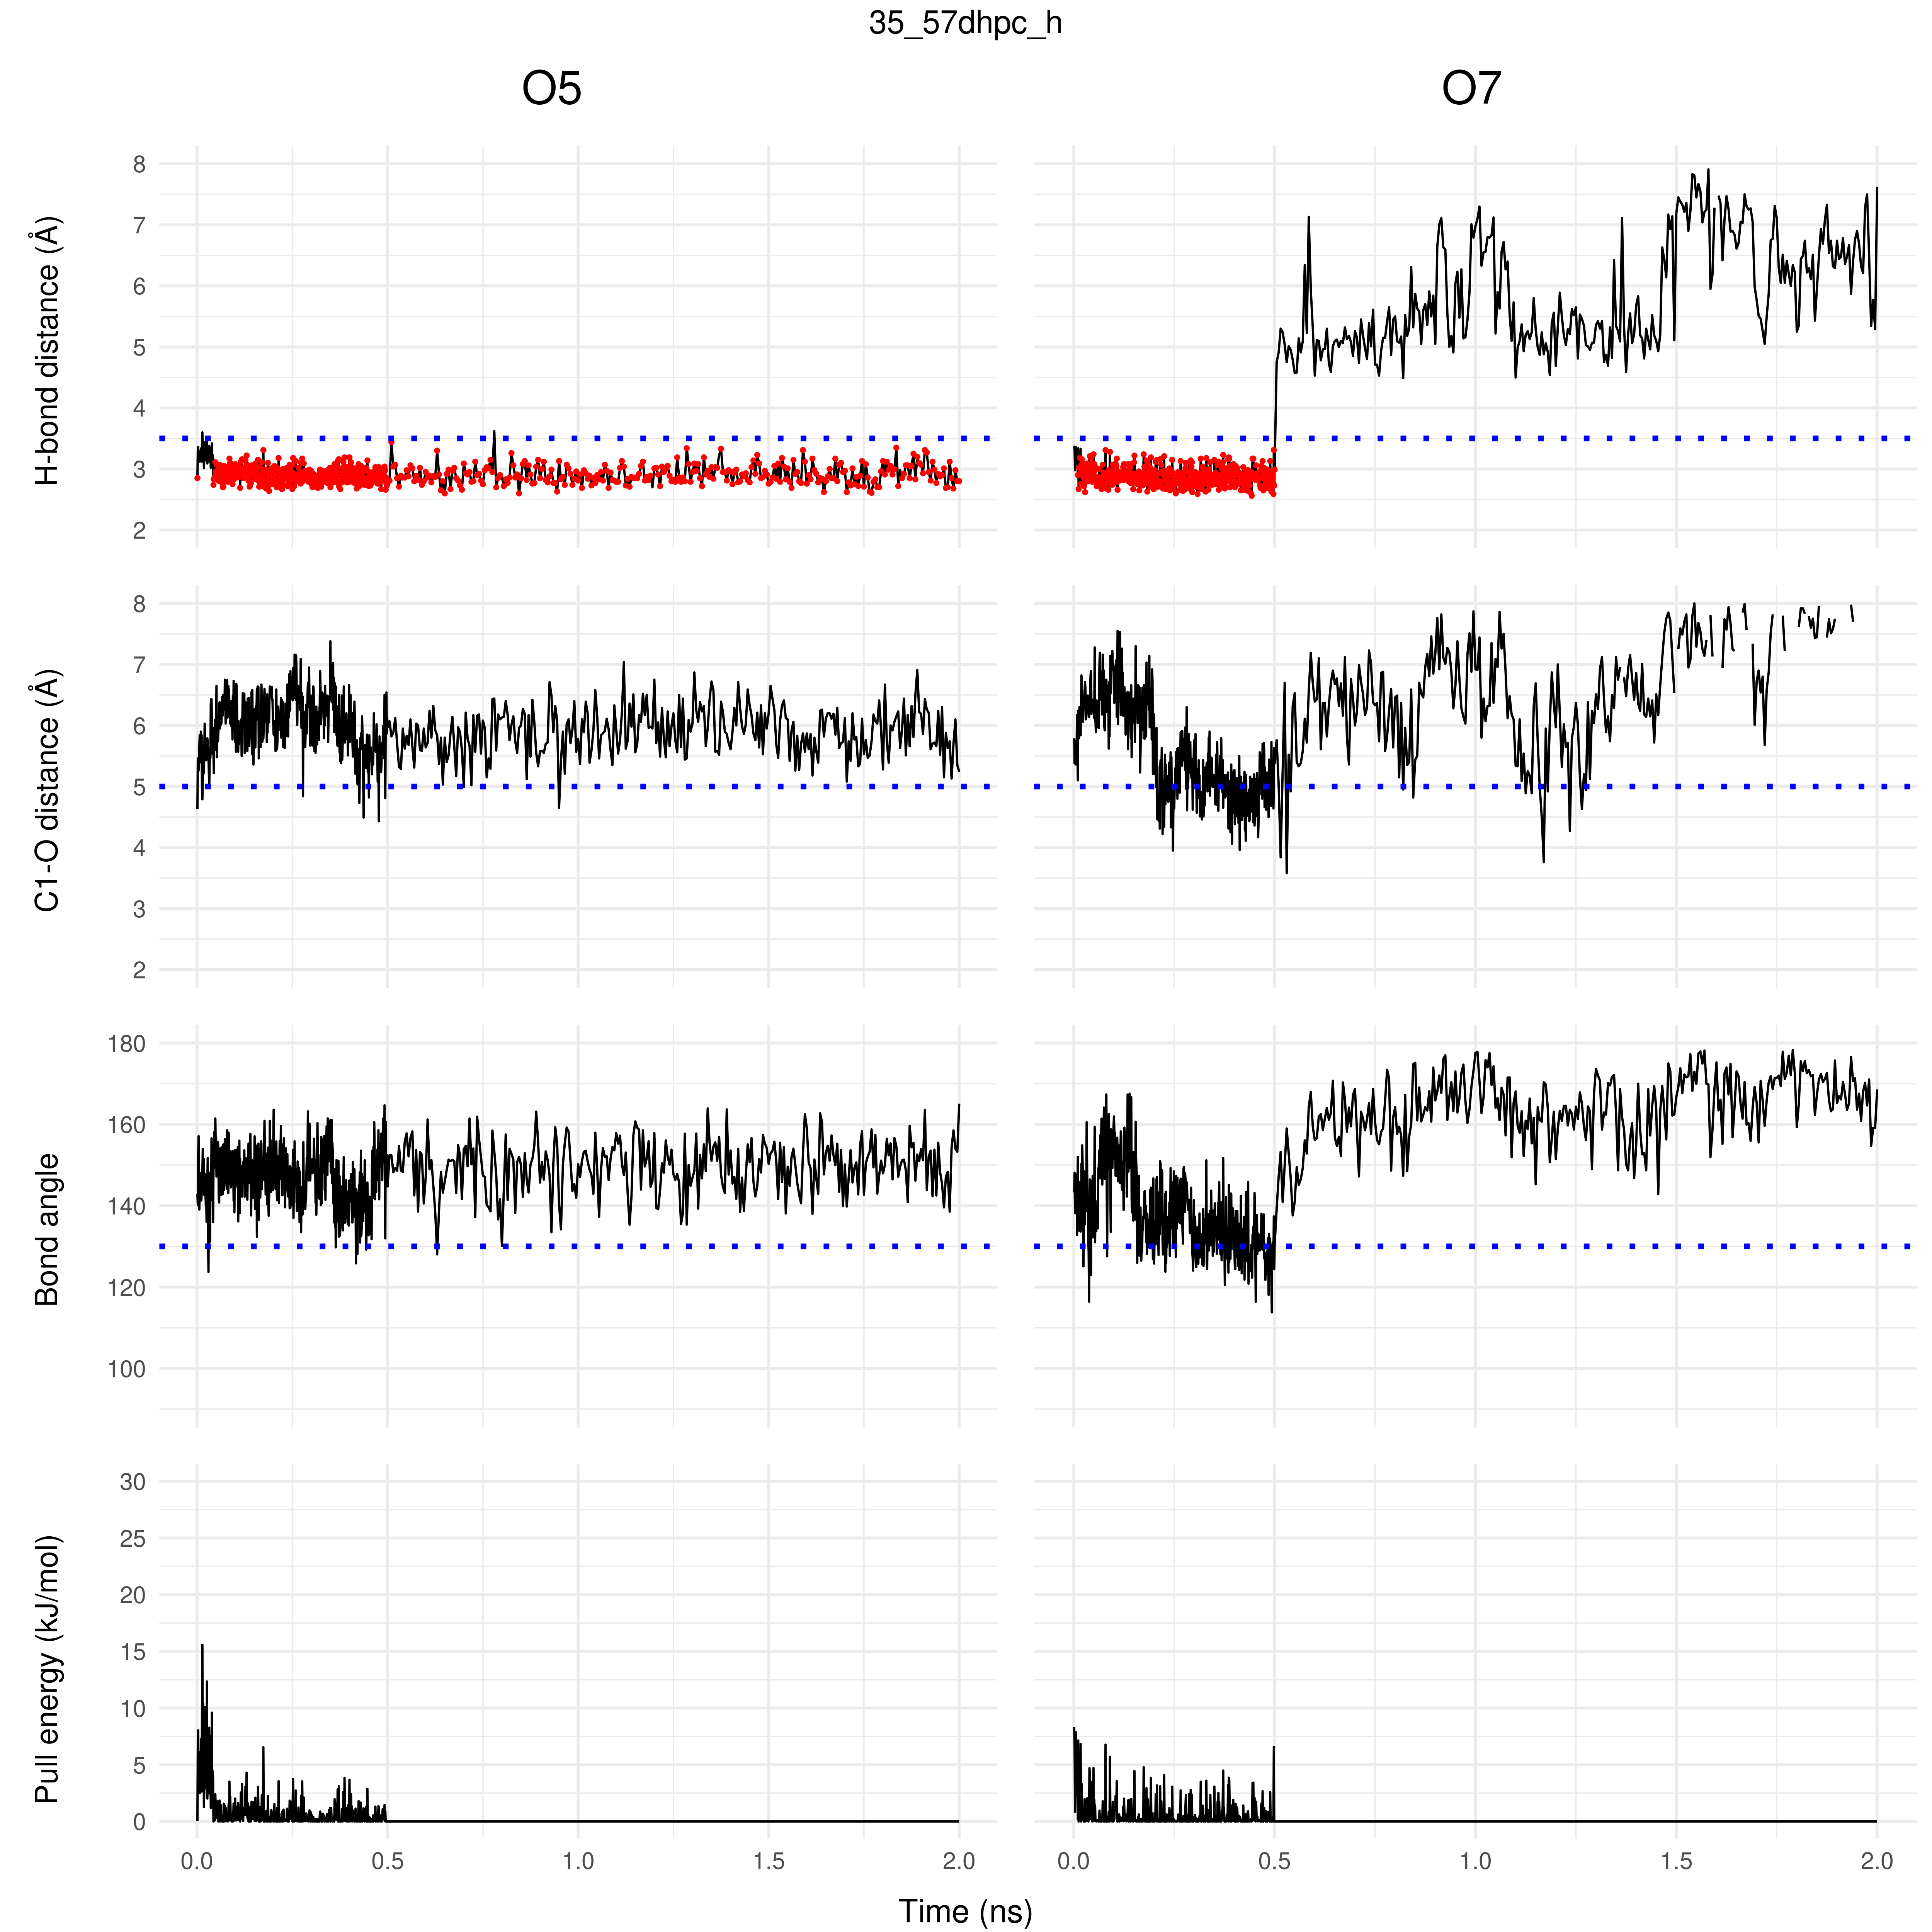 35_57dhpc_h
O5
O7
H-bond distance (Å)
8
7
6
5
4
3
2
C1-O distance (Å)
8
7
6
5
4
3
2
Bond angle
180
160
140
120
100
Pull energy (kJ/mol)
30
25
20
15
10
5
0
0.0 0.5 1.0 1.5 2.0
0.0 0.5 1.0 1.5 2.0
Time (ns)